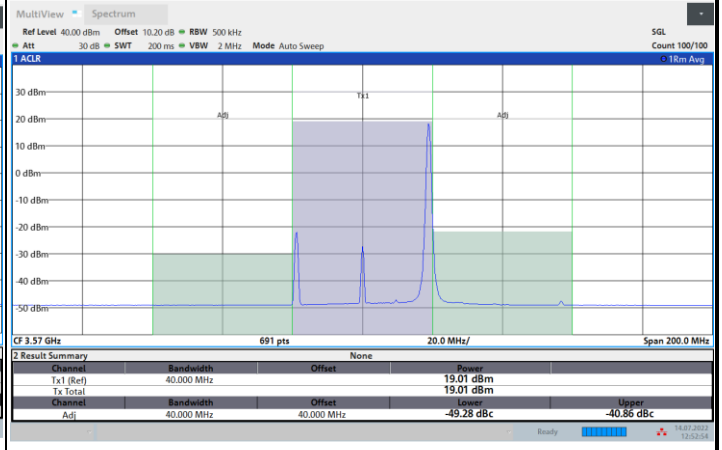 MultiView Spectrum
Ref Level 40.00 dBm Offset 10.20 dB RBW 500 kHz SGL
Att 30 dB SWT 200 ms VBW 2 MHz Mode Auto Sweep Count 100/100
1 ACLR 1Rm Avg
Tx1
Adj Adj
30 dBm
20 dBm
10 dBm
0 dBm
-10 dBm
-20 dBm
-30 dBm
-40 dBm
-50 dBm
CF 3.57 GHz 691 pts 20.0 MHz/ Span 200.0 MHz
2 Result Summary None
Channel Bandwidth Offset Power
Tx1 (Ref) 40.000 MHz 19.01 dBm
Tx Total 19.01 dBm
Channel Bandwidth Offset Lower Upper
Adj 40.000 MHz 40.000 MHz -49.28 dBc -40.86 dBc
Ready 14.07.2022
12:52:54